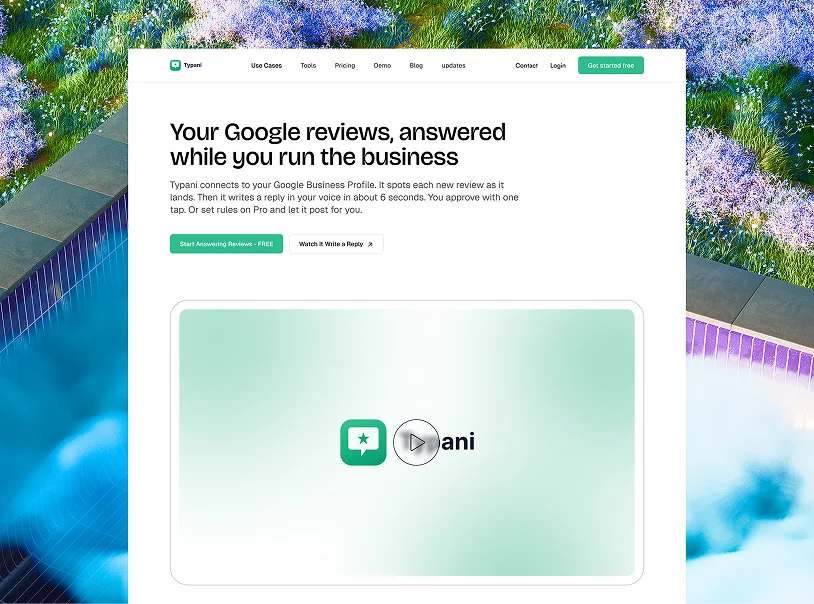 Typani
Use Cases
Tools
Pricing
Demo
Blog
updates
Contact
Login
Get started free
Your Google reviews, answered
while you run the business
Typani connects to your Google Business Profile. It spots each new review as it
lands. Then it writes a reply in your voice in about 6 seconds. You approve with one
tap. Or set rules on Pro and let it post for you.
Start Answering Reviews - FREE
Watch It Write a Reply
Typani